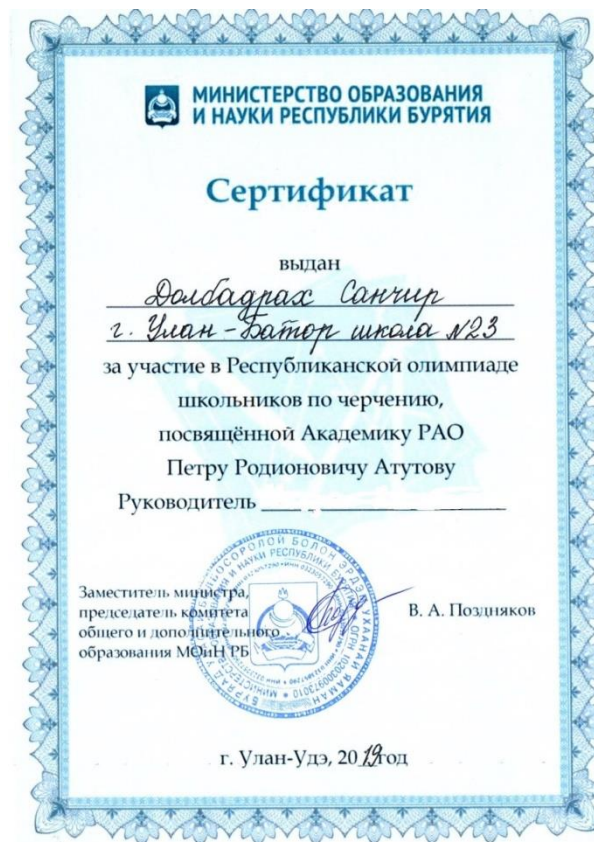 МИНИСТЕРСТВО ОБРАЗОВАНИЯ
И НАУКИ РЕСПУБЛИКИ БУРЯТИЯ
Сертификат
выдан
Долбадрах Санчир
г. Улан-Батор школа №23
за участие в Республиканской олимпиаде
школьников по черчению,
посвящённой Академику РАО
Петру Родионовичу Атутову
Руководитель
Заместитель министра,
председатель комитета
общего и дополнительного
образования МОиН РБ
В. А. Поздняков
г. Улан-Удэ, 2019год